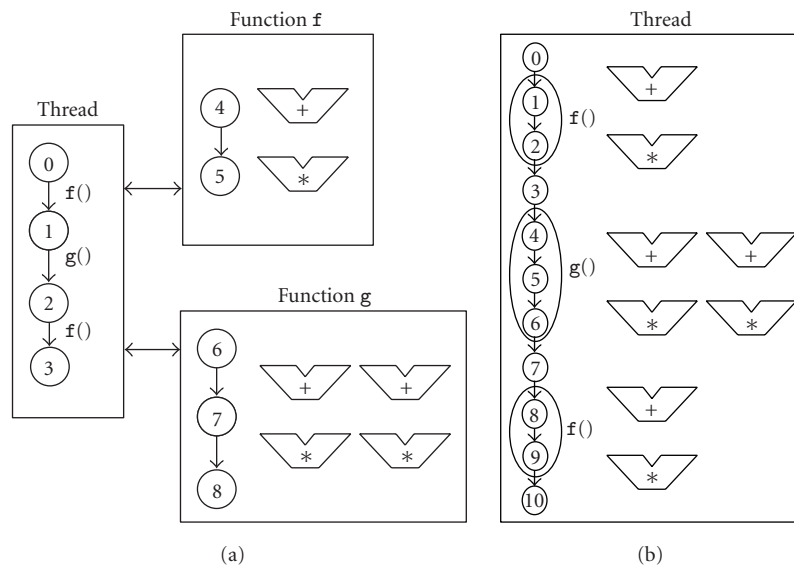 Function f
4
+
5
*
Thread
0
f()
1
g()
2
f()
3
Function g
6
+ +
7
* *
8
(a)
Thread
0
1
+
f()
2
*
3
4
+ +
g()
5
6
* *
7
8
+
f()
9
*
10
(b)